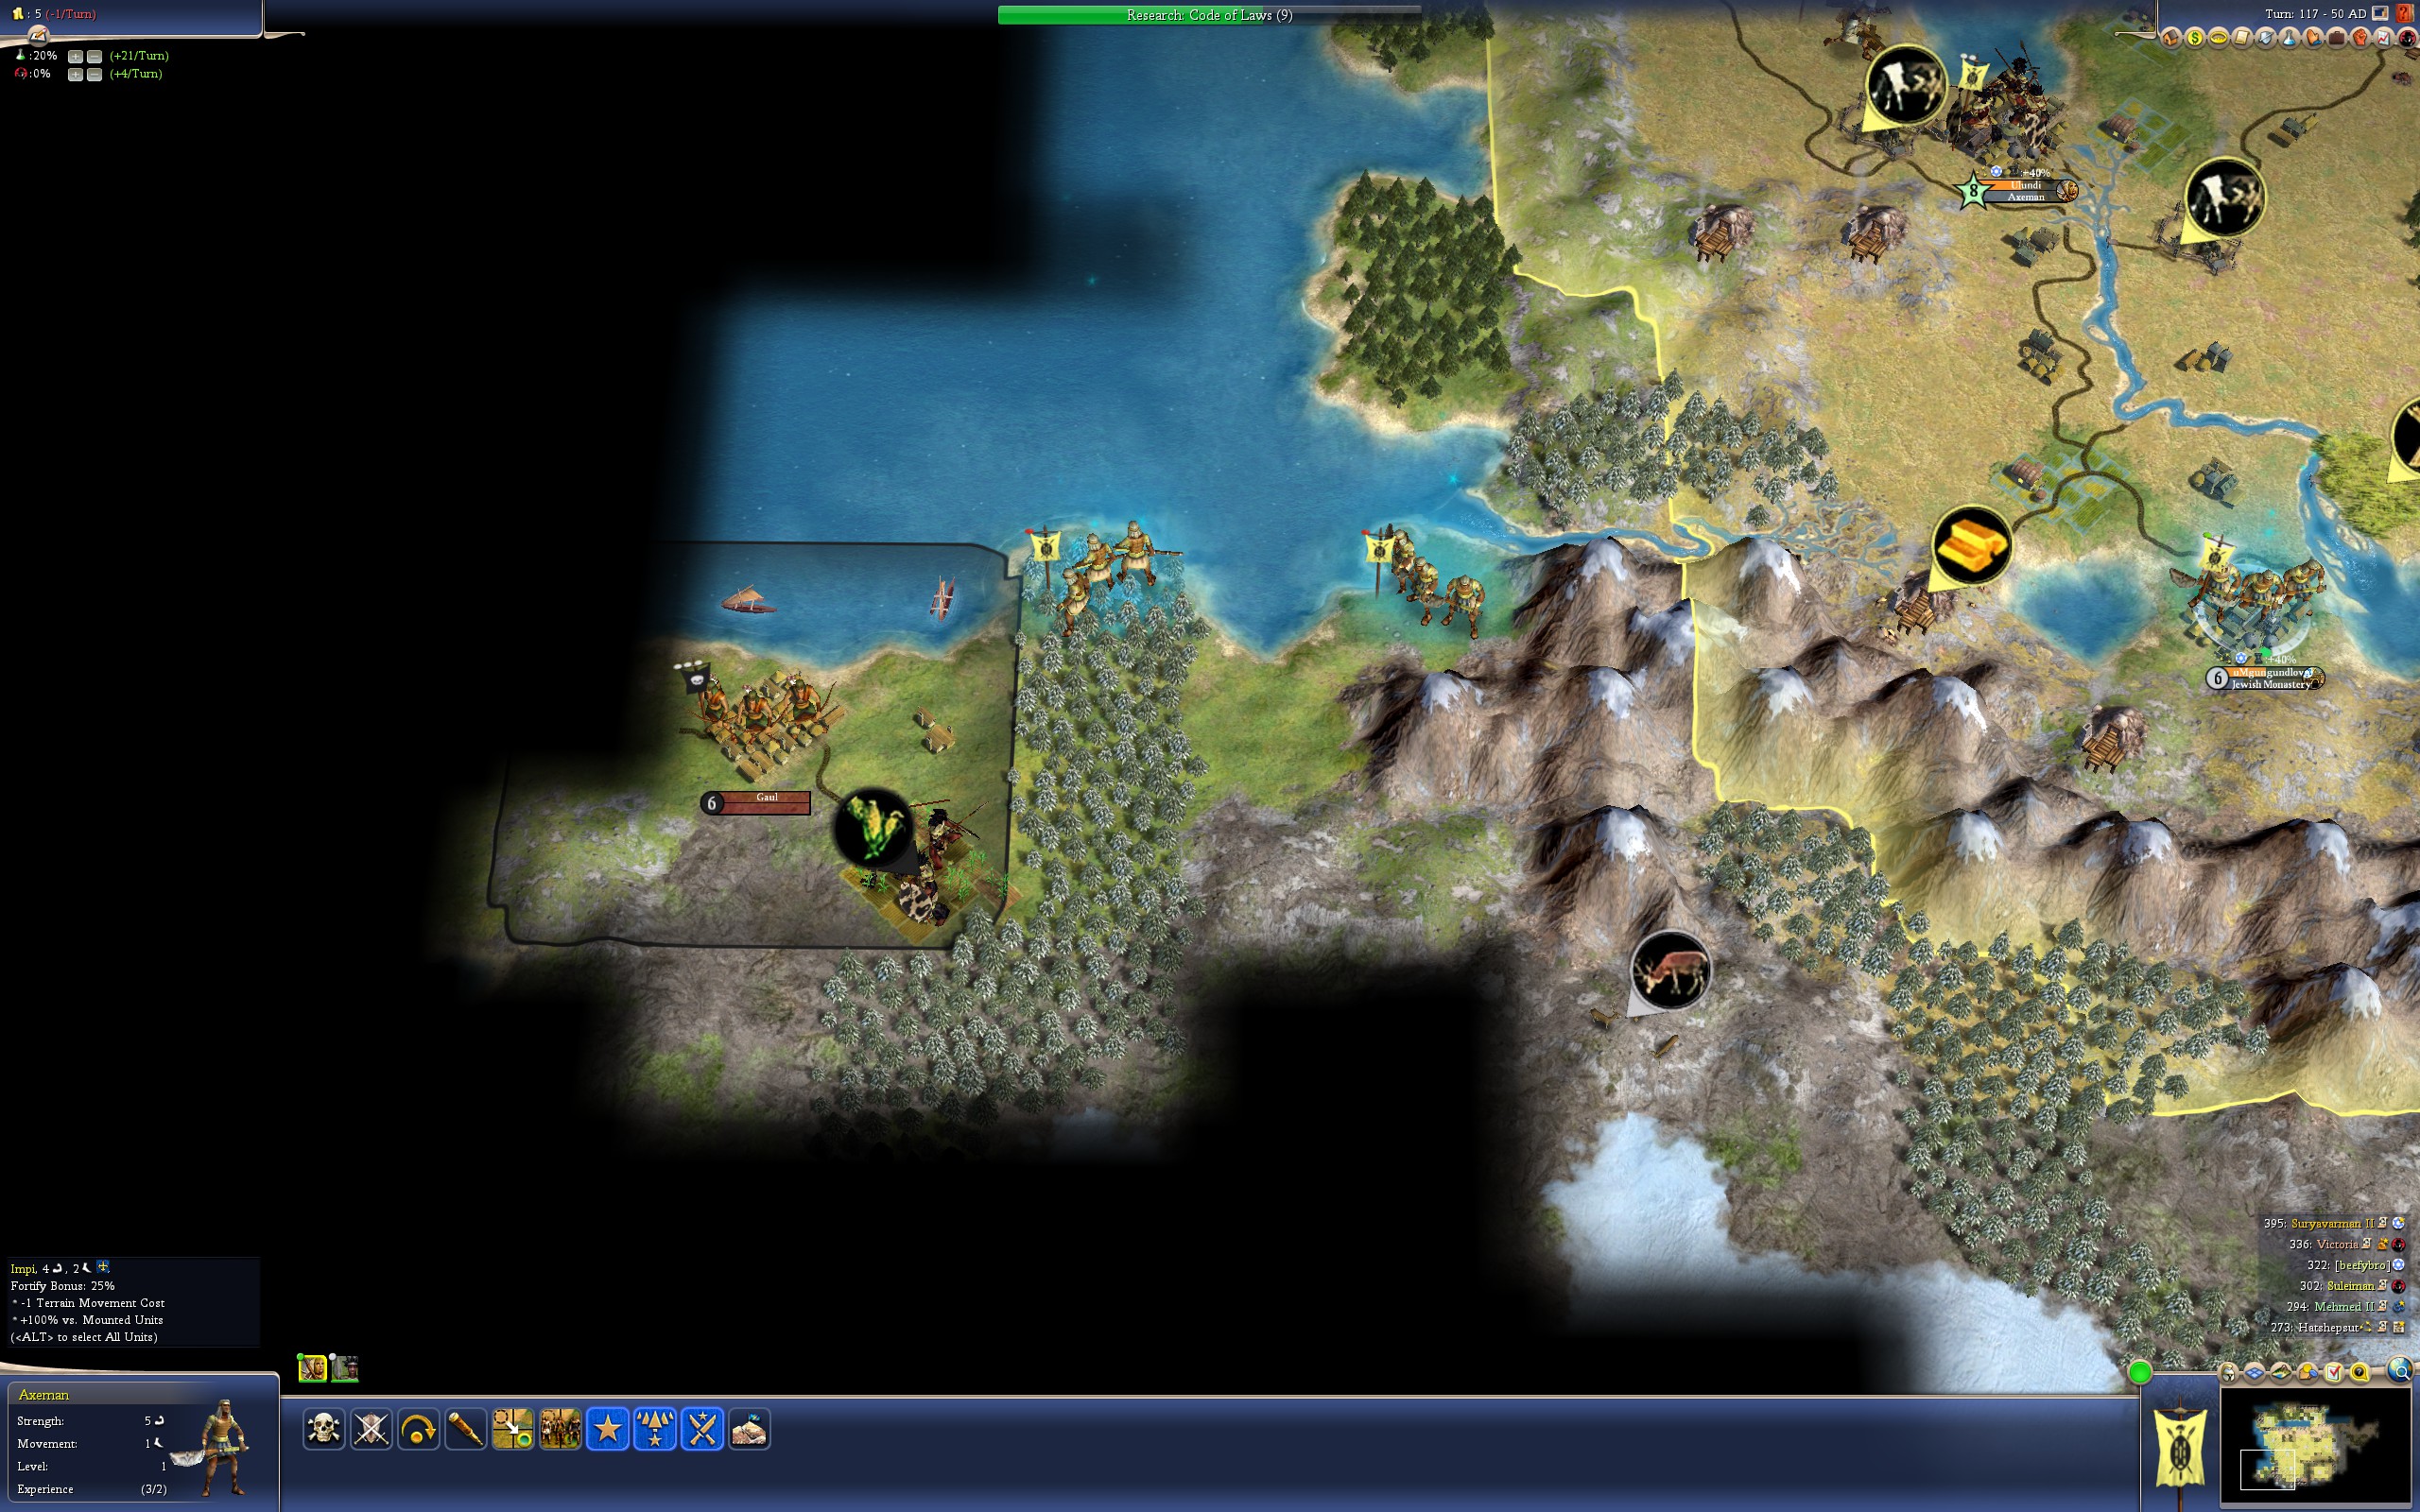 : 5 (-1/Turn)
Research: Code of Laws (9)
Turn: 117 - 50 AD
:20% (+21/Turn)
:0% (+4/Turn)
+40%
8 Ulundi
Axeman
+40%
6 uMgungundlovu
Jewish Monastery
6 Gaul
395: Suryavarman II
336: Victoria
322: [beefybro]
302: Suleiman
294: Mehmed II
273: Hatshepsut
Impi, 4 , 2
Fortify Bonus: 25%
* -1 Terrain Movement Cost
* +100% vs. Mounted Units
(<ALT> to select All Units)
Axeman
Strength: 5
Movement: 1
Level: 1
Experience (3/2)